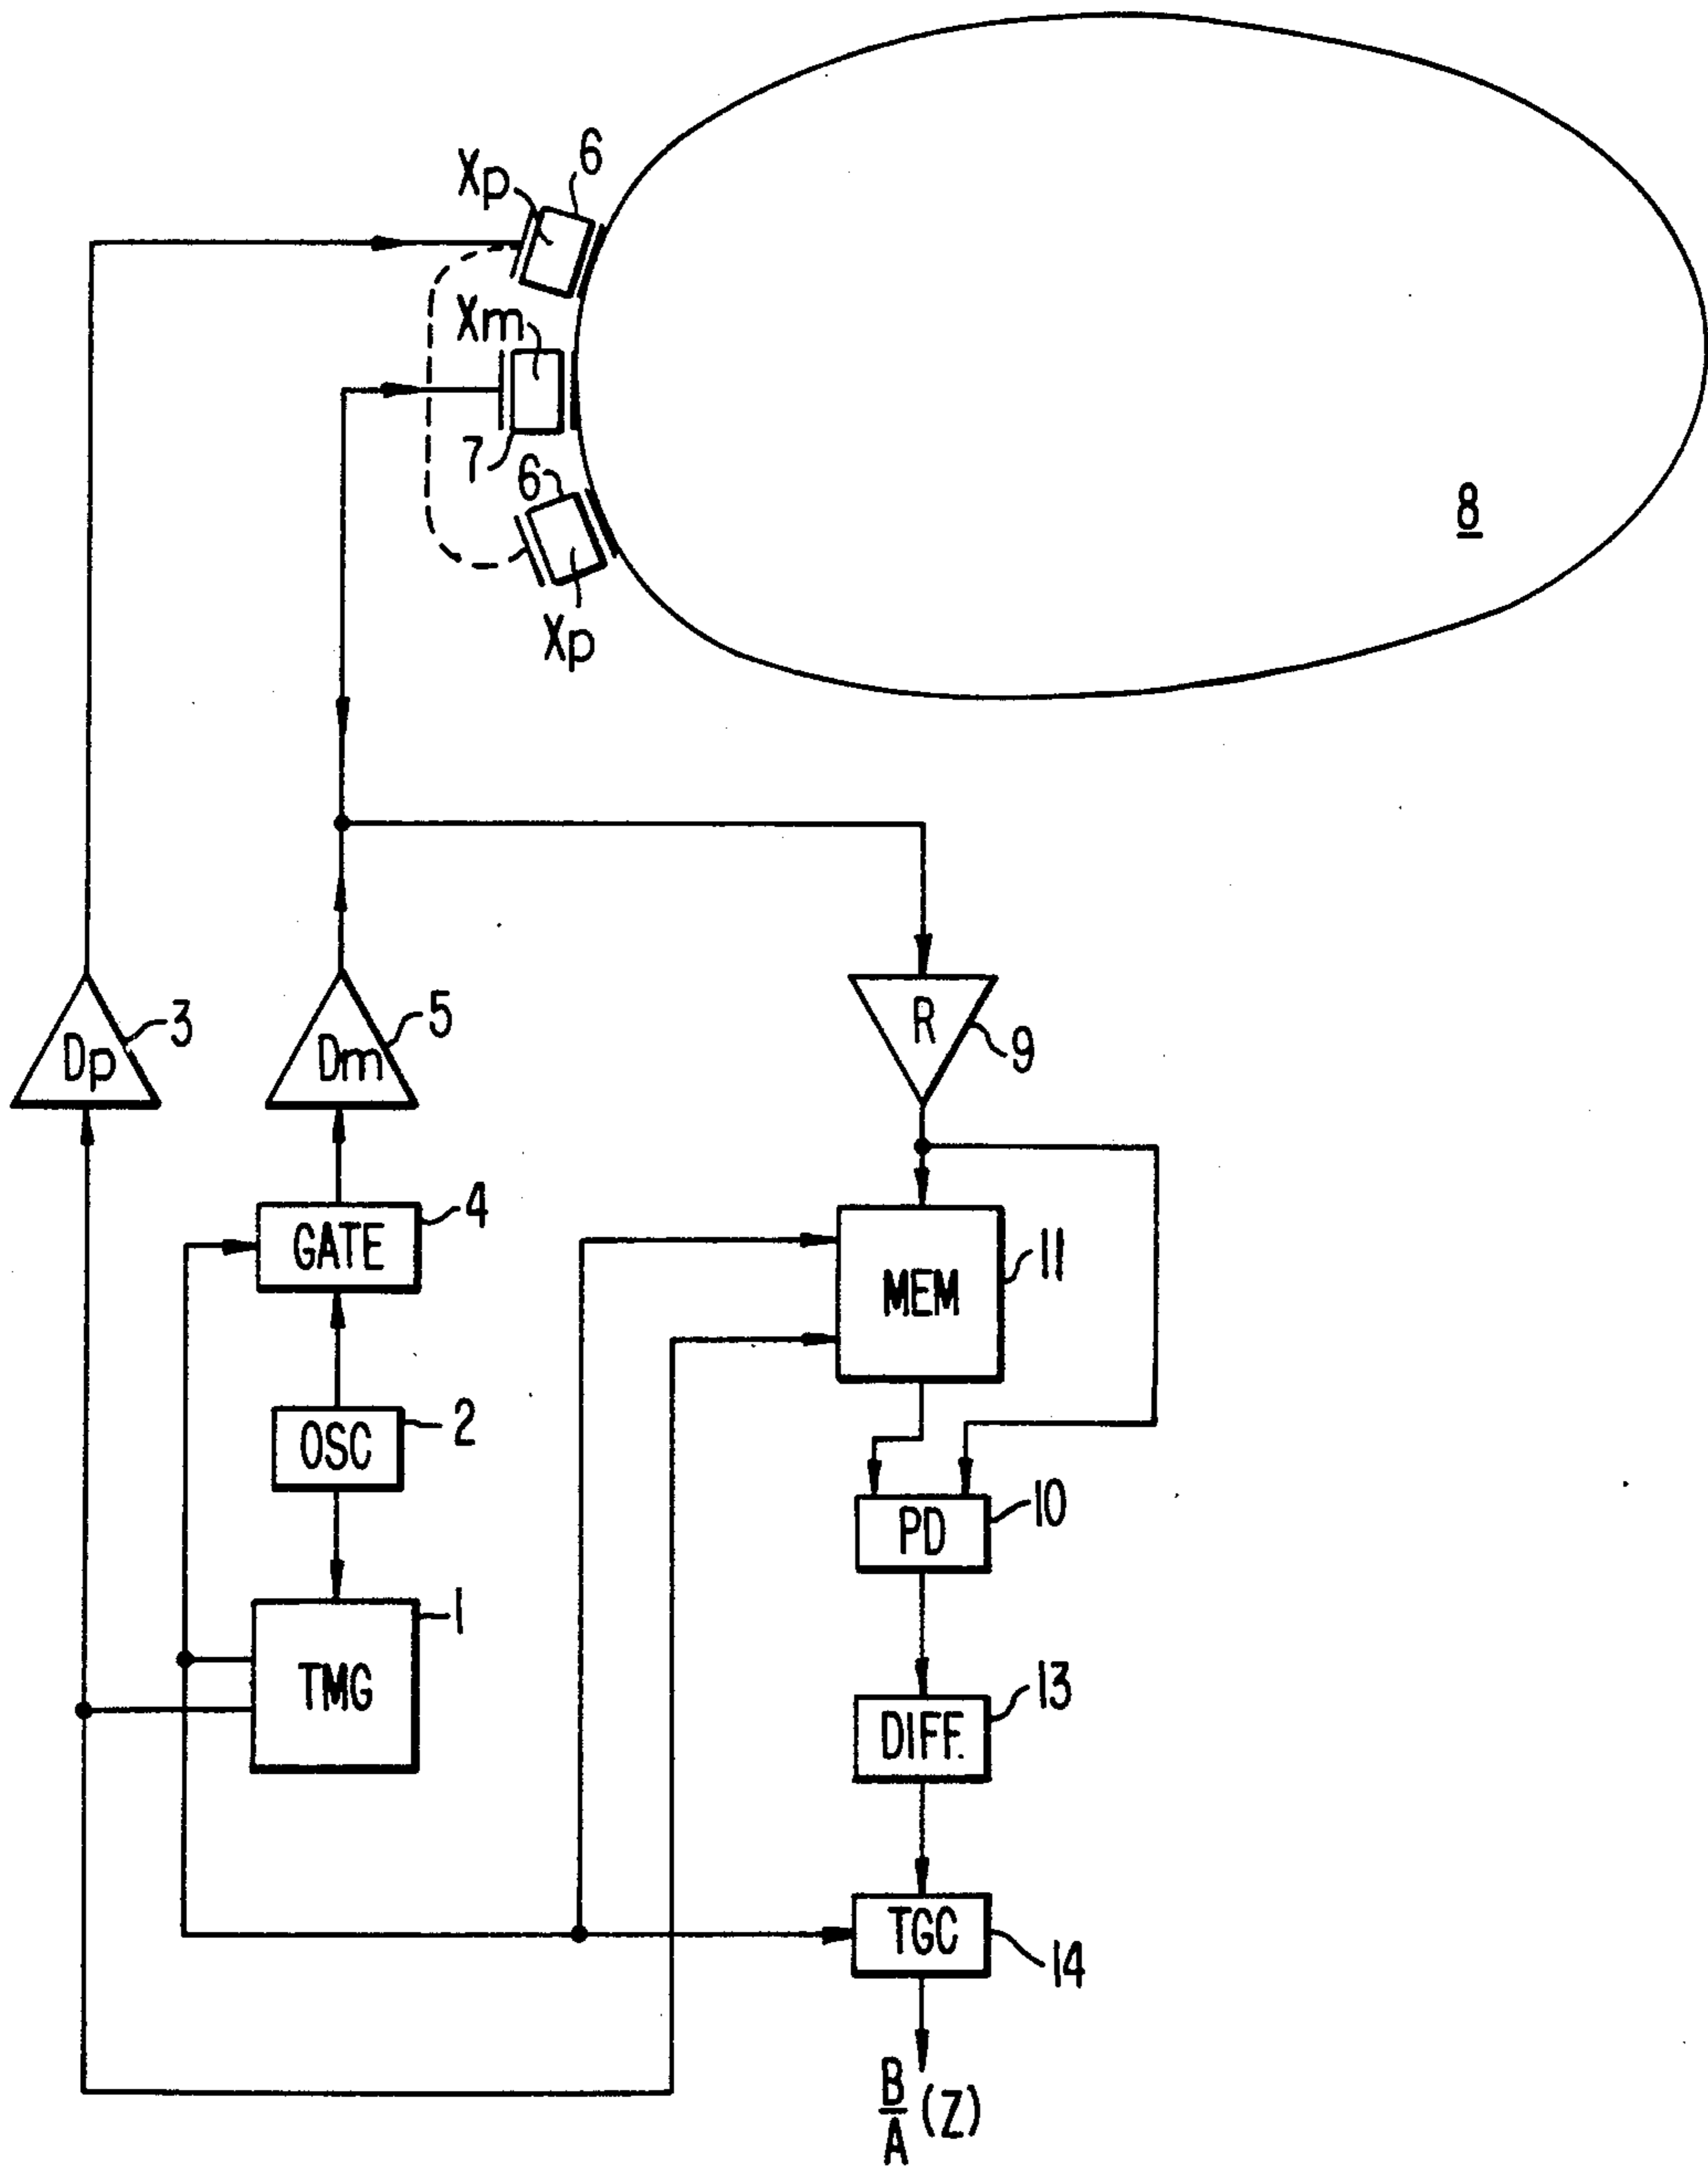 6
Xp
Xm
7
6
8
Xp
3
5
Dp
Dm
R
9
4
GATE
11
MEM
2
OSC
10
PD
1
TMG
13
DIFF.
TGC
14
B/A (Z)